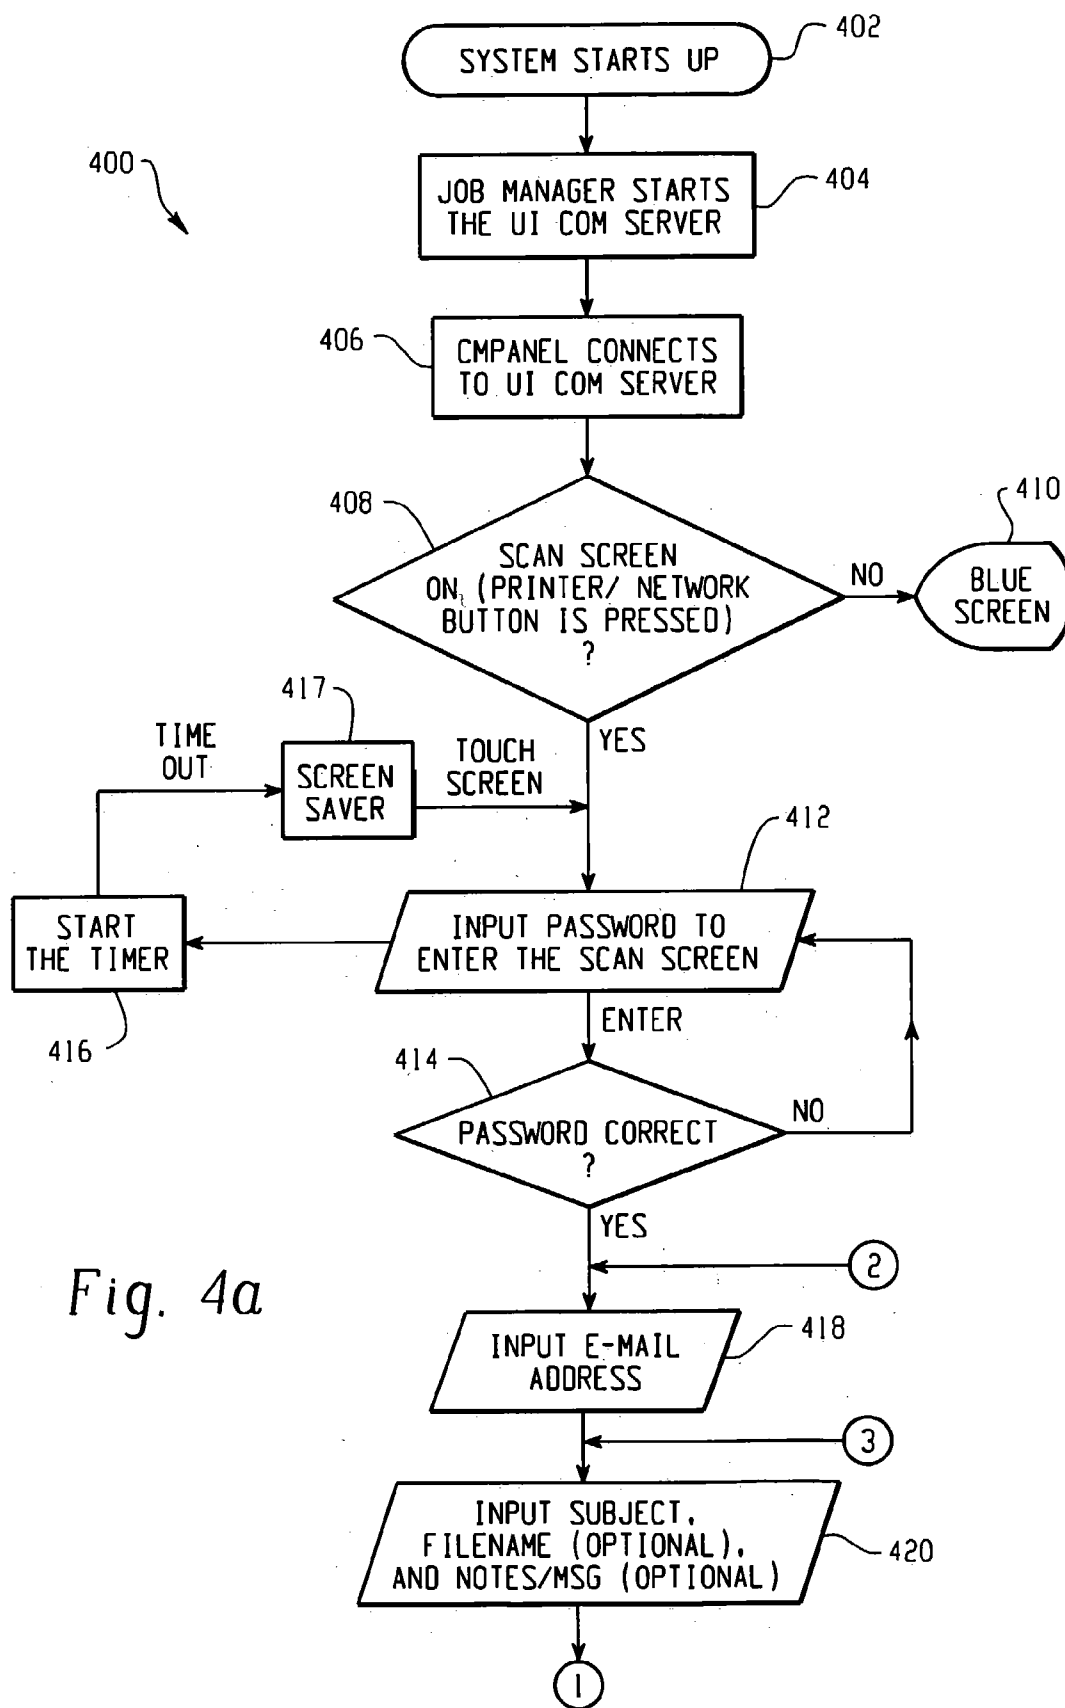 402
SYSTEM STARTS UP
400
404
JOB MANAGER STARTS
THE UI COM SERVER
406
CMPANEL CONNECTS
TO UI COM SERVER
408
410
SCAN SCREEN
ON (PRINTER/ NETWORK
BUTTON IS PRESSED)
?
NO
BLUE
SCREEN
417
YES
TIME
OUT
TOUCH
SCREEN
SCREEN
SAVER
412
START
THE TIMER
INPUT PASSWORD TO
ENTER THE SCAN SCREEN
416
ENTER
414
NO
PASSWORD CORRECT
?
YES
2
Fig. 4a
418
INPUT E-MAIL
ADDRESS
3
INPUT SUBJECT,
FILENAME (OPTIONAL),
AND NOTES/MSG (OPTIONAL)
420
1